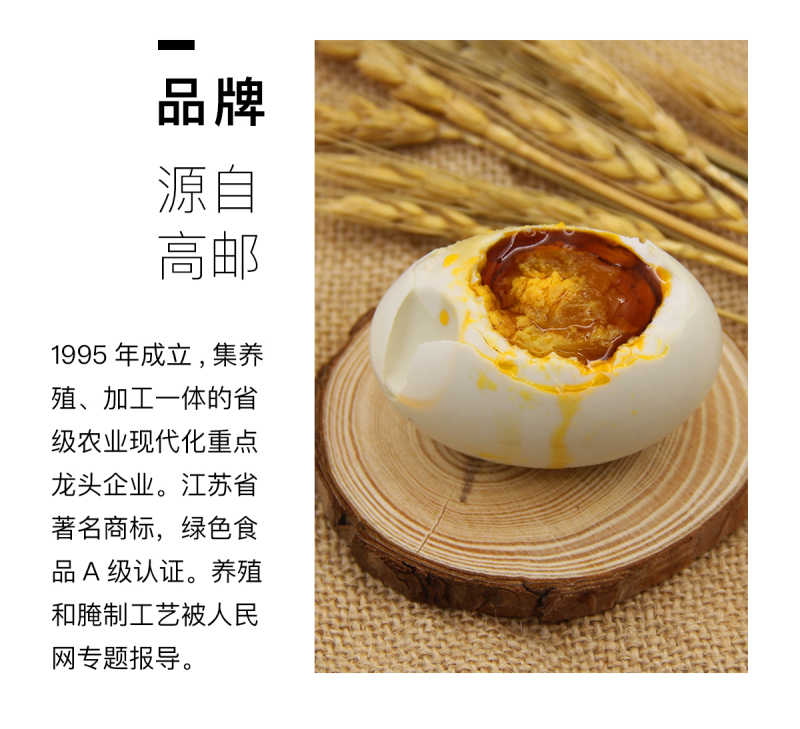 品牌
源自
高邮
1995 年成立 , 集养
殖、加工一体的省
级农业现代化重点
龙头企业。江苏省
著名商标，绿色食
品 A 级认证。养殖
和腌制工艺被人民
网专题报导。